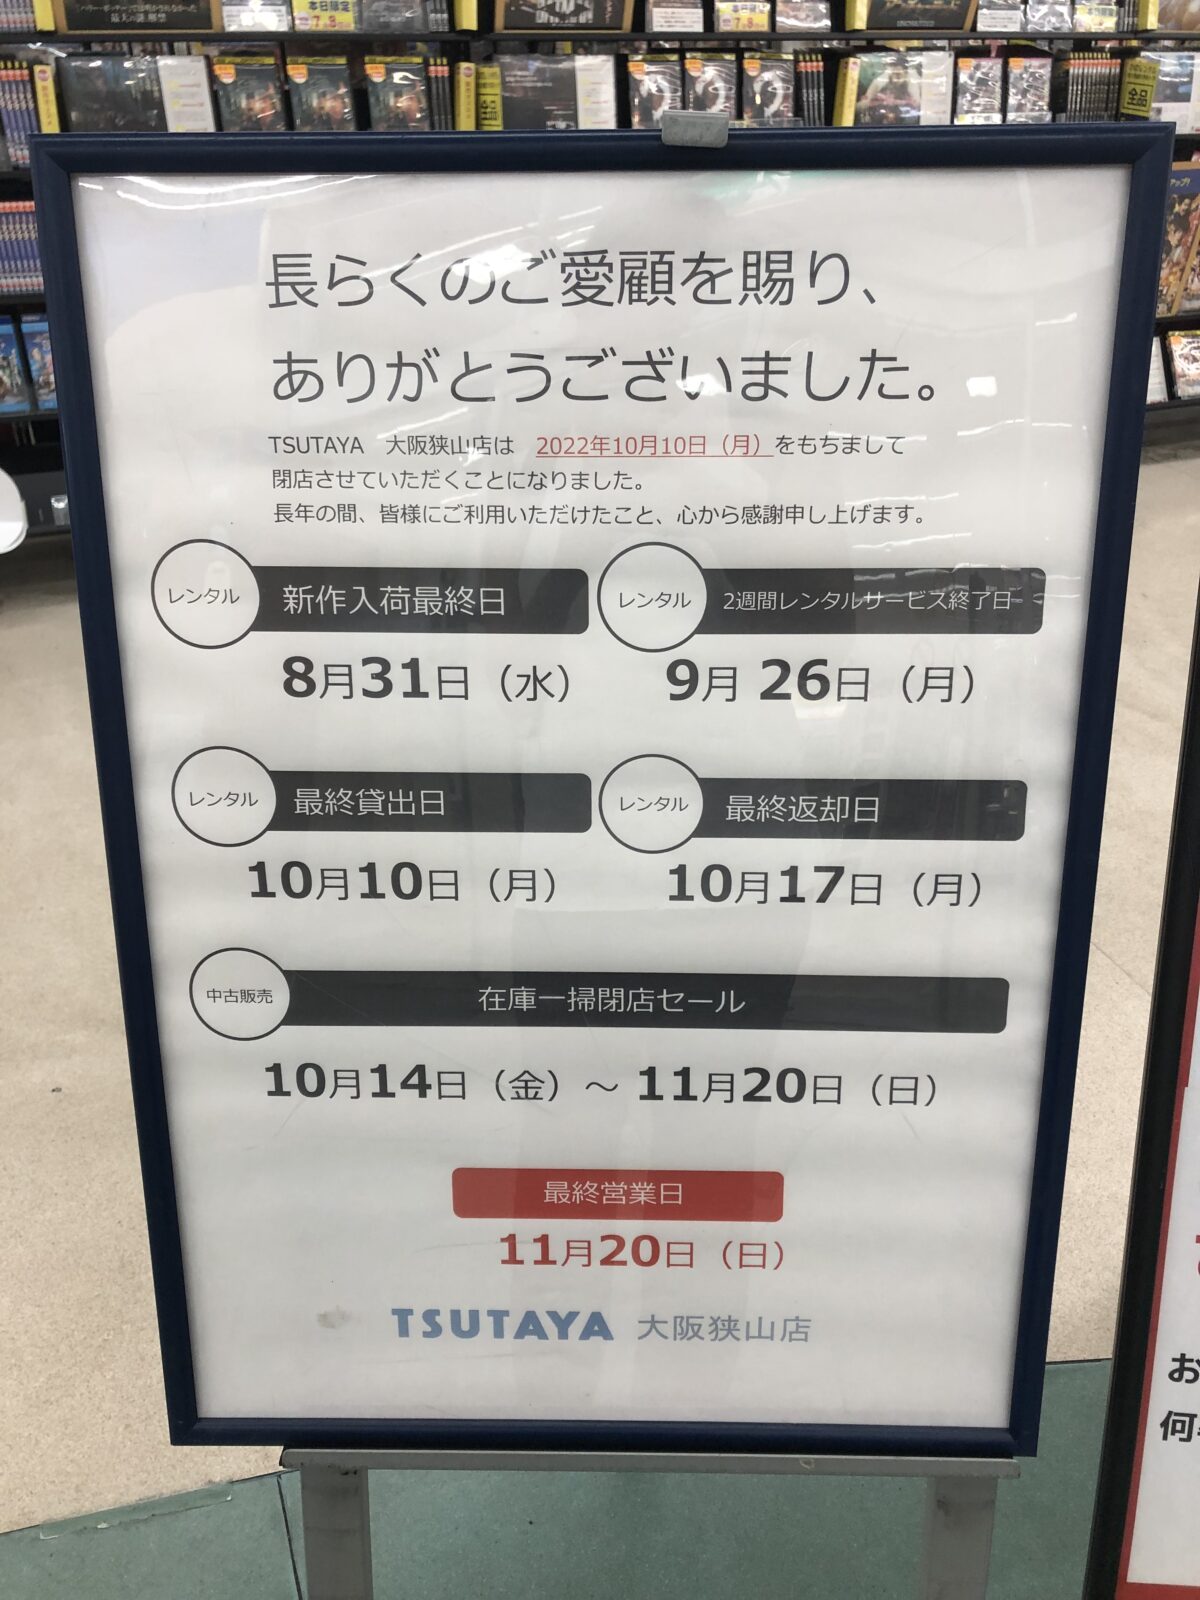 本日限定
長らくのご愛顧を賜り、
ありがとうございました。
TSUTAYA 大阪狭山店は 2022年10月10日（月）をもちまして
閉店させていただくことになりました。
長年の間、皆様にご利用いただけたこと、心から感謝申し上げます。
レンタル 新作入荷最終日
8月31日（水）
レンタル 2週間レンタルサービス終了日
9月 26日（月）
レンタル 最終貸出日
10月10日（月）
レンタル 最終返却日
10月17日（月）
中古販売 在庫一掃閉店セール
10月14日（金）～ 11月20日（日）
最終営業日
11月20日（日）
TSUTAYA 大阪狭山店